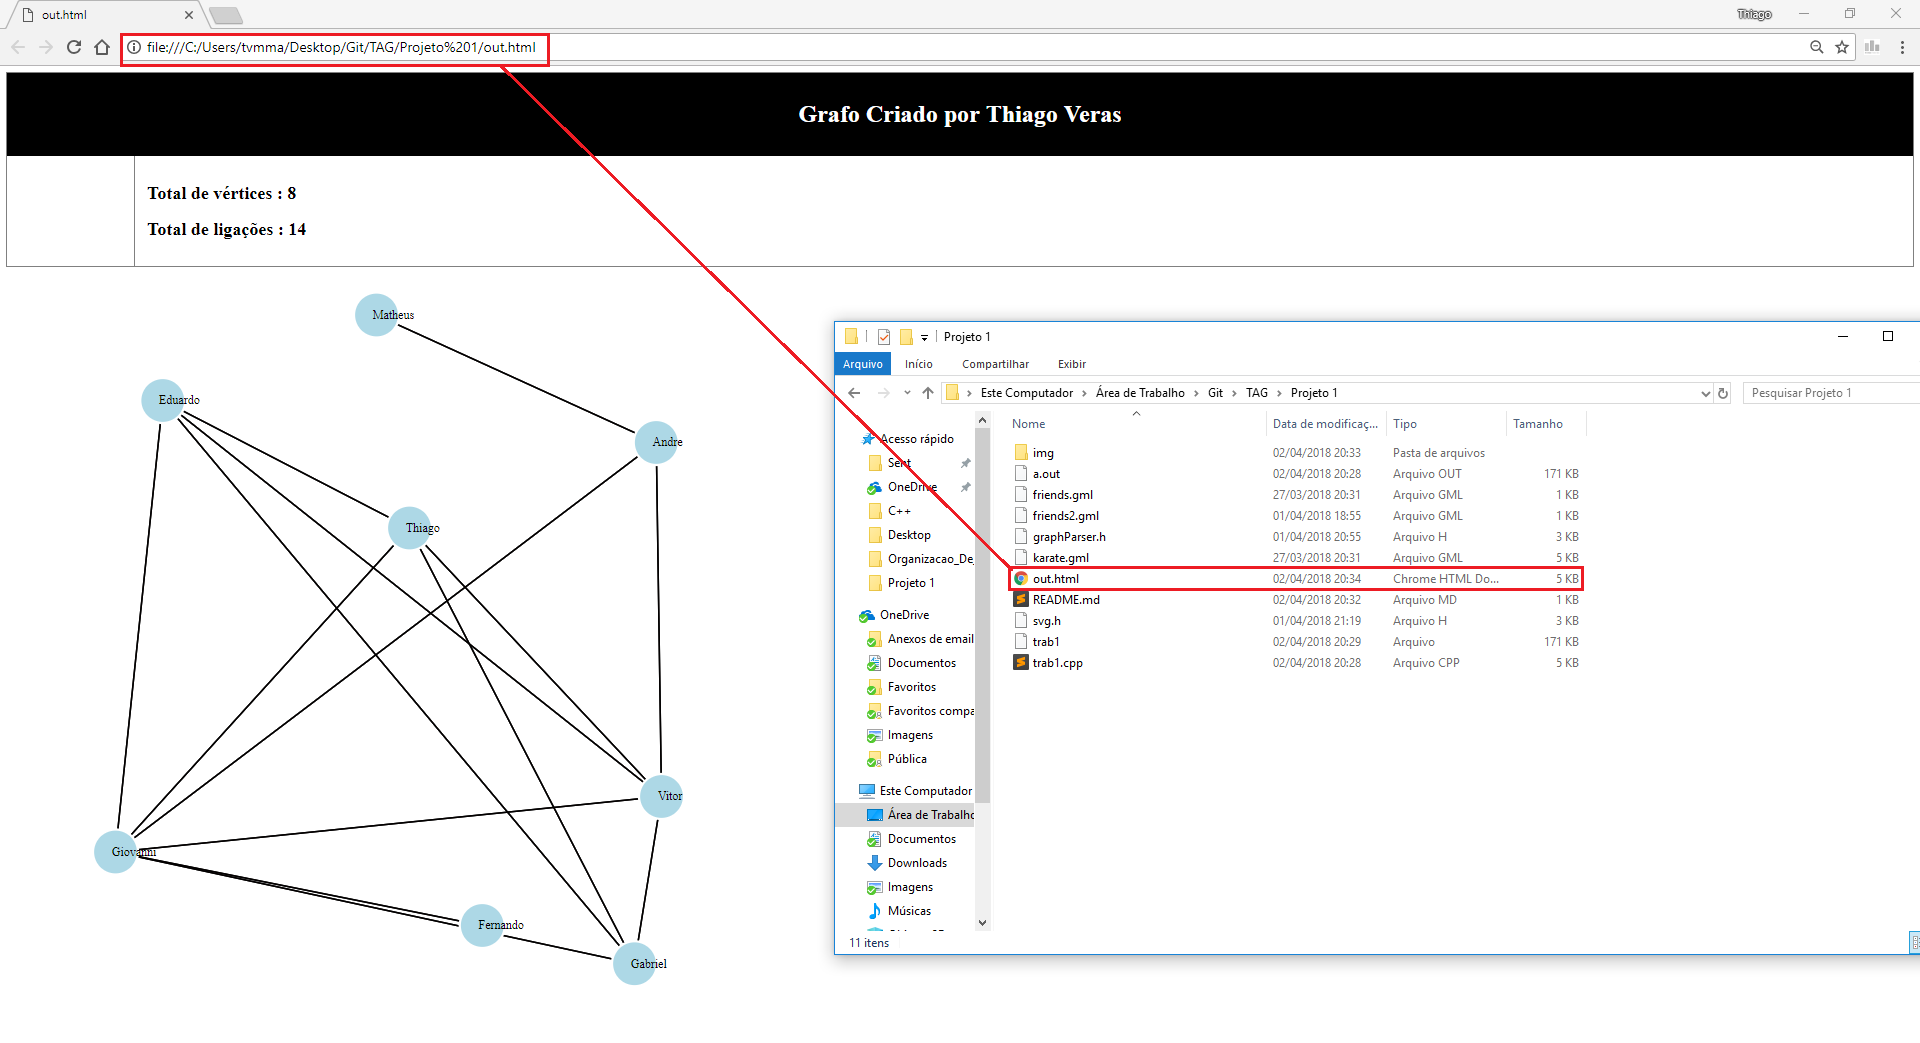 out.html
Thiago
file:///C:/Users/tvmma/Desktop/Git/TAG/Projeto%201/out.html
Grafo Criado por Thiago Veras
Total de vértices : 8
Total de ligações : 14
Matheus
Eduardo
Andre
Thiago
Vitor
Giovanni
Fernando
Gabriel
Projeto 1
Arquivo Início Compartilhar Exibir
Este Computador Área de Trabalho Git TAG Projeto 1
Pesquisar Projeto 1
Acesso rápido
Sent
OneDrive
C++
Desktop
Organizacao_De_
Projeto 1
OneDrive
Anexos de email
Documentos
Favoritos
Favoritos compa
Imagens
Pública
Este Computador
Área de Trabalho
Documentos
Downloads
Imagens
Músicas
Nome Data de modificaç... Tipo Tamanho
img 02/04/2018 20:33 Pasta de arquivos
a.out 02/04/2018 20:28 Arquivo OUT 171 KB
friends.gml 27/03/2018 20:31 Arquivo GML 1 KB
friends2.gml 01/04/2018 18:55 Arquivo GML 1 KB
graphParser.h 01/04/2018 20:55 Arquivo H 3 KB
karate.gml 27/03/2018 20:31 Arquivo GML 5 KB
out.html 02/04/2018 20:34 Chrome HTML Do... 5 KB
README.md 02/04/2018 20:32 Arquivo MD 1 KB
svg.h 01/04/2018 21:19 Arquivo H 3 KB
trab1 02/04/2018 20:29 Arquivo 171 KB
trab1.cpp 02/04/2018 20:28 Arquivo CPP 5 KB
11 itens